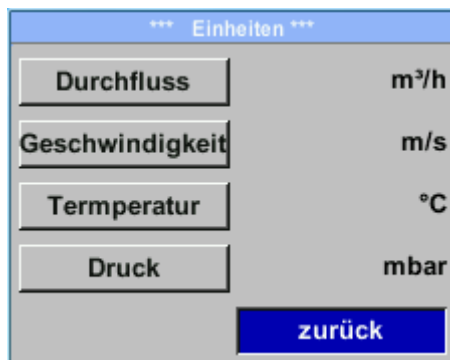 *** Einheiten ***
Durchfluss m³/h
Geschwindigkeit m/s
Termperatur °C
Druck mbar
zurück